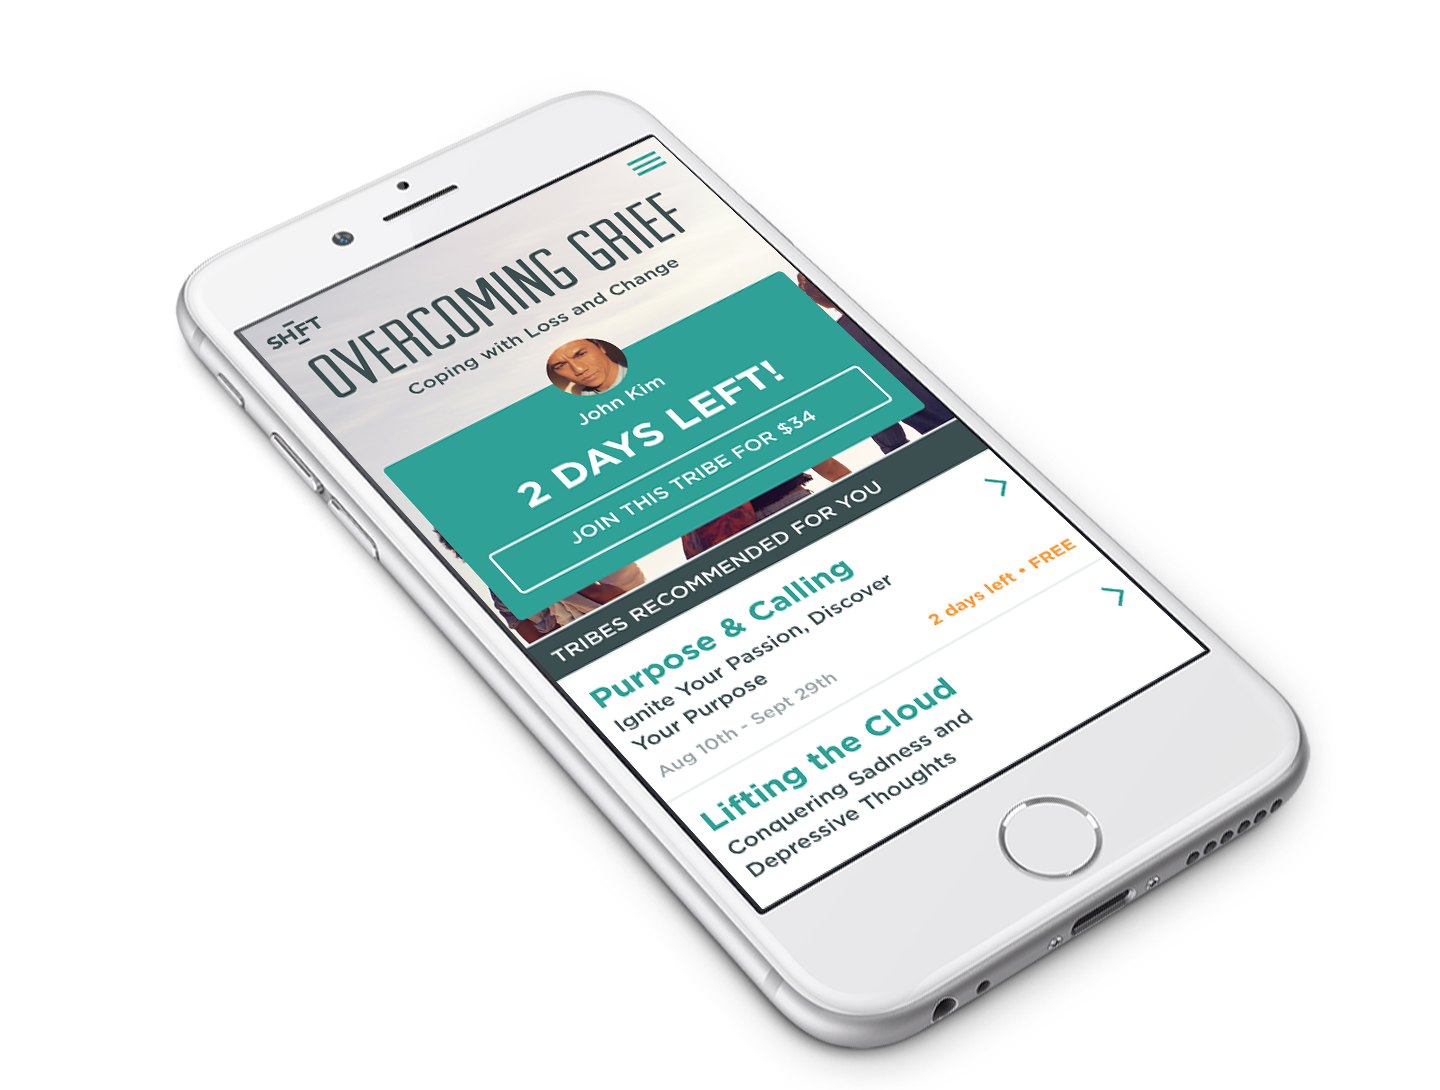 SHIFT
OVERCOMING GRIEF
Coping with Loss and Change
John Kim
2 DAYS LEFT!
JOIN THIS TRIBE FOR $34
TRIBES RECOMMENDED FOR YOU
Purpose & Calling
Ignite Your Passion, Discover
Your Purpose
Aug 10th - Sept 29th
2 days left • FREE
Lifting the Cloud
Conquering Sadness and
Depressive Thoughts